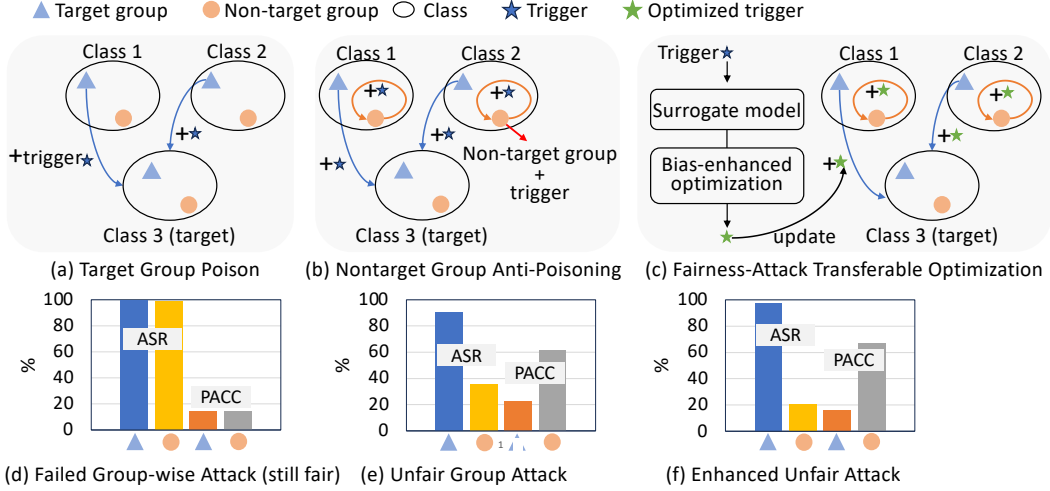 Target group Non-target group Class Trigger Optimized trigger
Class 1 Class 2
+trigger
+
Class 3 (target)
(a) Target Group Poison
Class 1 Class 2
+ +
+
+
Non-target group
+
trigger
Class 3 (target)
(b) Nontarget Group Anti-Poisoning
Trigger
Surrogate model
Bias-enhanced
optimization
update
Class 1 Class 2
+ +
+
+
Class 3 (target)
(c) Fairness-Attack Transferable Optimization
100
80
60
40
20
0
%
ASR
PACC
(d) Failed Group-wise Attack (still fair)
100
80
60
40
20
0
%
ASR
PACC
1
(e) Unfair Group Attack
100
80
60
40
20
0
%
ASR
PACC
(f) Enhanced Unfair Attack